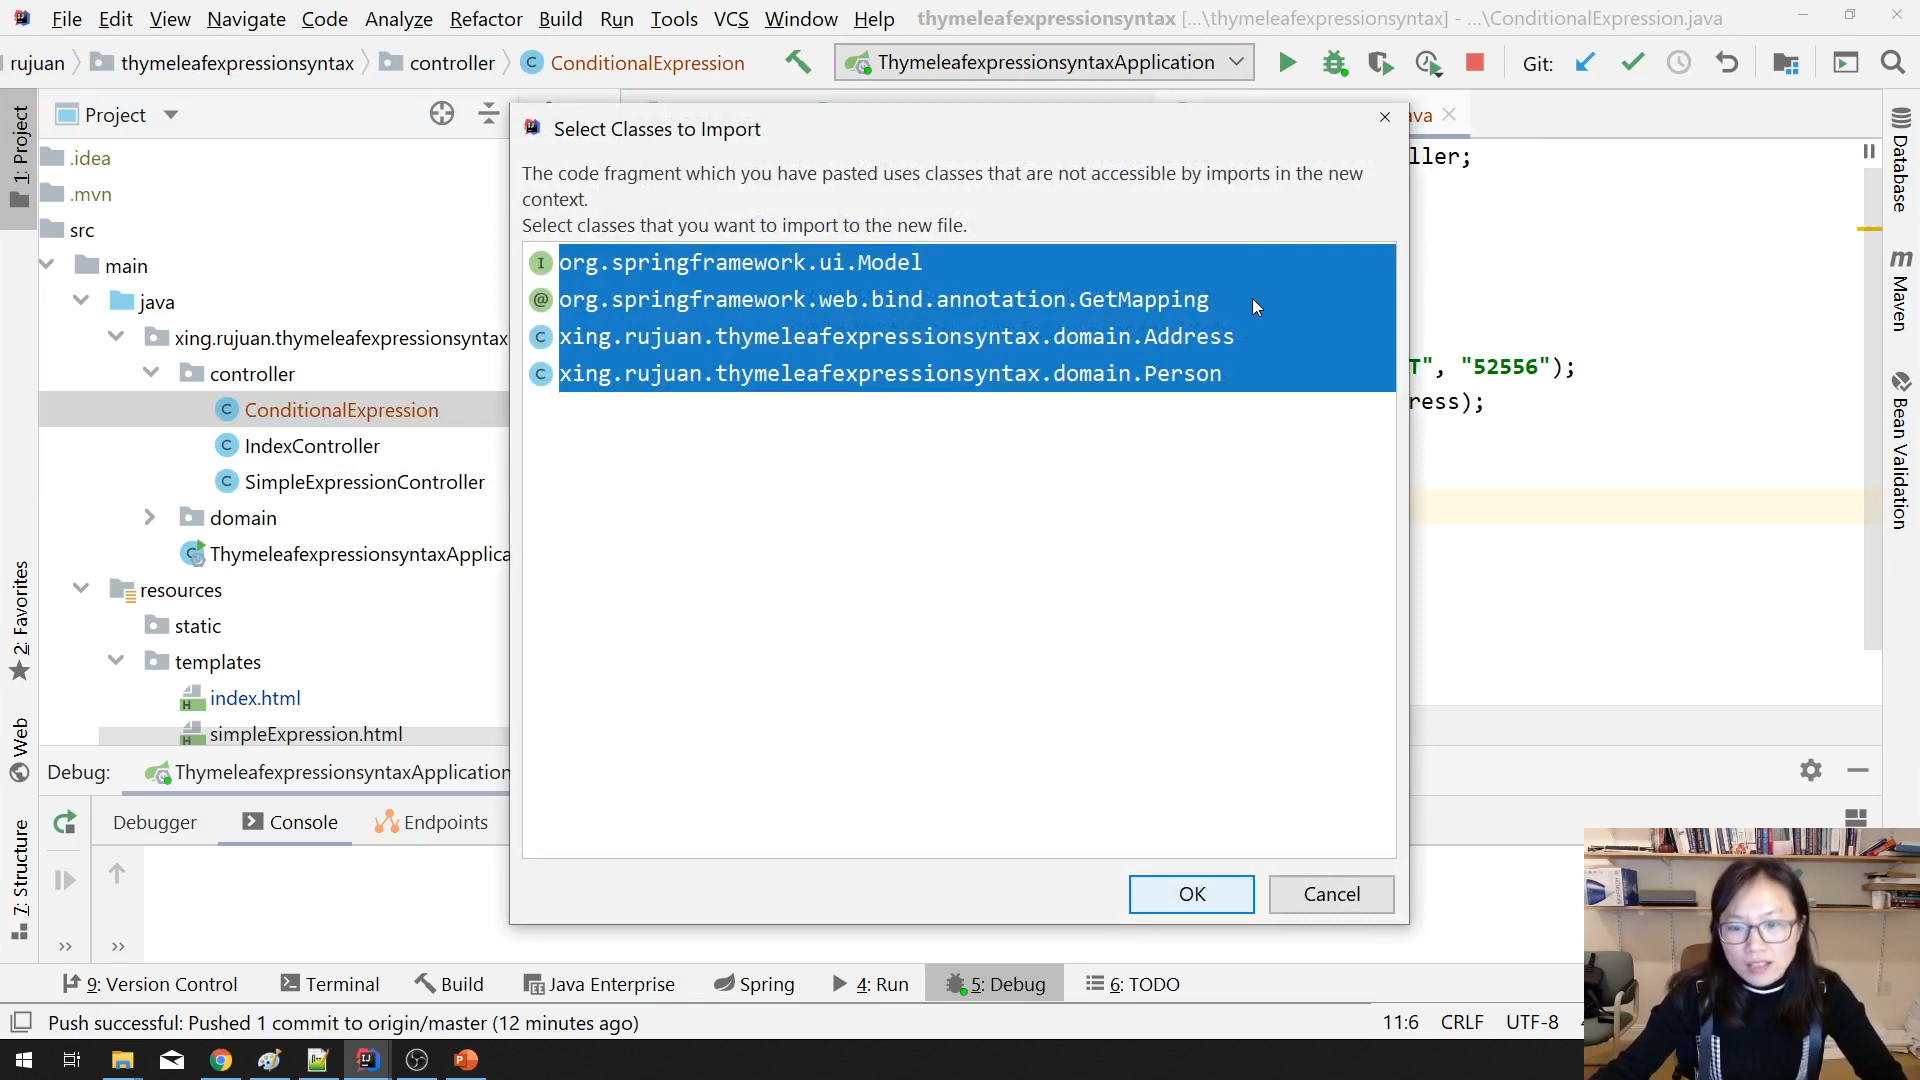 File Edit View Navigate Code Analyze Refactor Build Run Tools VCS Window Help thymeleafexpressionsyntax [...\thymeleafexpressionsyntax] - ...\ConditionalExpression.java
rujuan thymeleafexpressionsyntax controller ConditionalExpression ThymeleafexpressionsyntaxApplication Git:
Project
ava
.idea
.mvn
src
main
java
xing.rujuan.thymeleafexpressionsyntax
controller
ConditionalExpression
IndexController
SimpleExpressionController
domain
ThymeleafexpressionsyntaxApplica
resources
static
templates
index.html
simpleExpression.html
Select Classes to Import
The code fragment which you have pasted uses classes that are not accessible by imports in the new
context.
Select classes that you want to import to the new file.
org.springframework.ui.Model
org.springframework.web.bind.annotation.GetMapping
xing.rujuan.thymeleafexpressionsyntax.domain.Address
xing.rujuan.thymeleafexpressionsyntax.domain.Person
OK Cancel
ller;
T", "52556");
ress);
1: Project
2: Favorites
Web
7: Structure
Database
Maven
Bean Validation
Debug: ThymeleafexpressionsyntaxApplication
Debugger Console Endpoints
9: Version Control Terminal Build Java Enterprise Spring 4: Run 5: Debug 6: TODO
Push successful: Pushed 1 commit to origin/master (12 minutes ago) 11:6 CRLF UTF-8